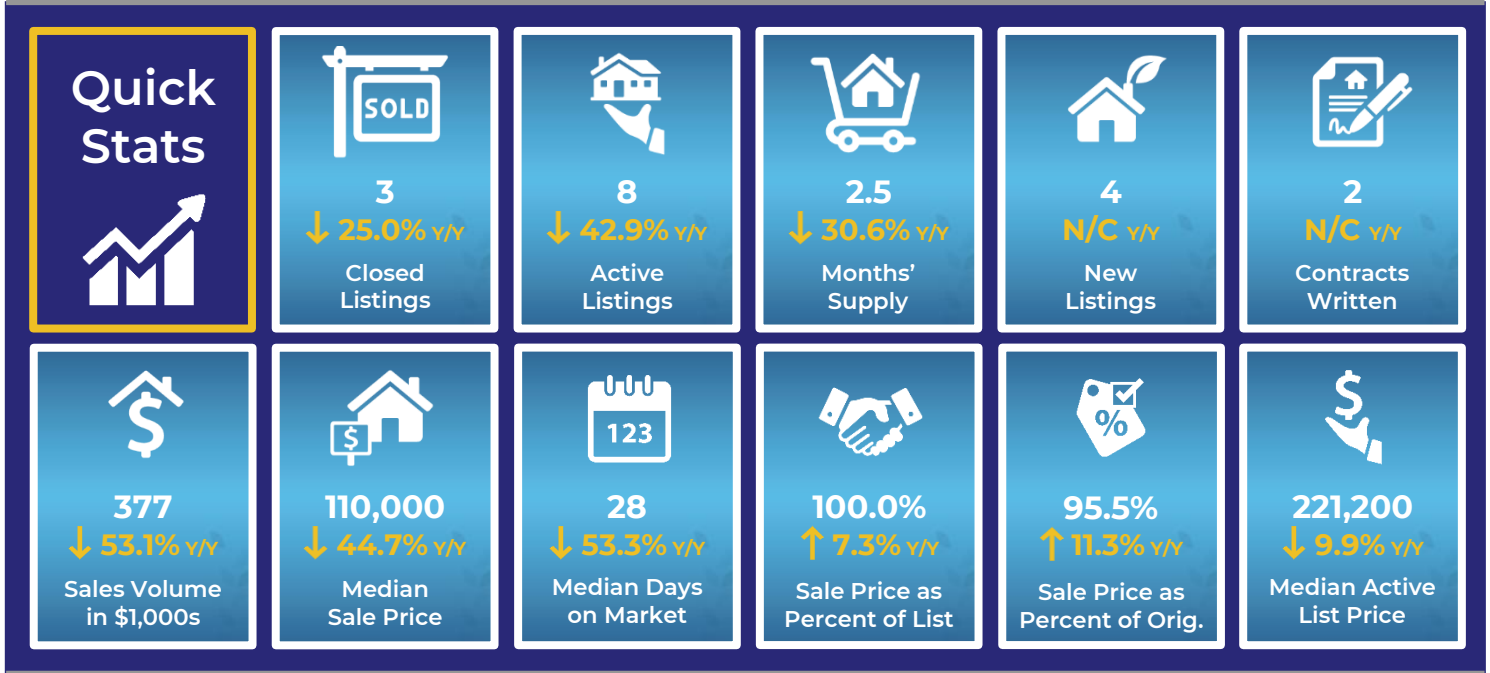 Quick
Stats
SOLD
3
↓ 25.0% Y/Y
Closed
Listings
8
↓ 42.9% Y/Y
Active
Listings
2.5
↓ 30.6% Y/Y
Months’
Supply
4
N/C Y/Y
New
Listings
2
N/C Y/Y
Contracts
Written
$
377
↓ 53.1% Y/Y
Sales Volume
in $1,000s
$
110,000
↓ 44.7% Y/Y
Median
Sale Price
123
28
↓ 53.3% Y/Y
Median Days
on Market
100.0%
↑ 7.3% Y/Y
Sale Price as
Percent of List
%
95.5%
↑ 11.3% Y/Y
Sale Price as
Percent of Orig.
$
221,200
↓ 9.9% Y/Y
Median Active
List Price